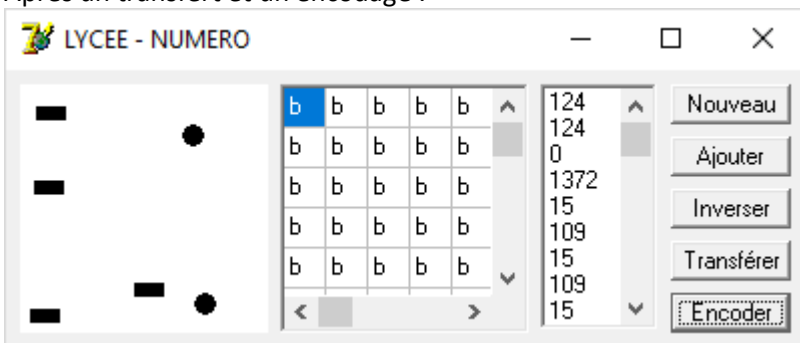 Après un transfert et un encodage :
LYCEE - NUMERO
b b b b b
b b b b b
b b b b b
b b b b b
b b b b b
124
124
0
1372
15
109
15
109
15
Nouveau
Ajouter
Inverser
Transférer
Encoder